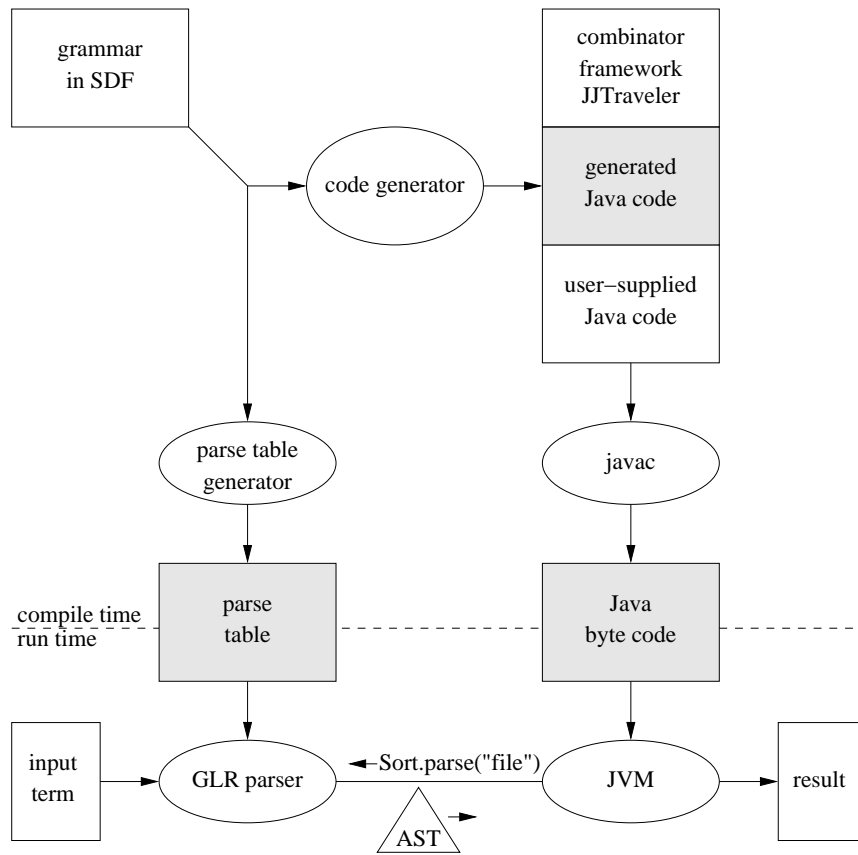 grammar
in SDF
combinator
framework
JJTraveler
code generator
generated
Java code
user−supplied
Java code
parse table
generator
javac
compile time
run time
parse
table
Java
byte code
input
term
GLR parser
Sort.parse("file")
AST
JVM
result